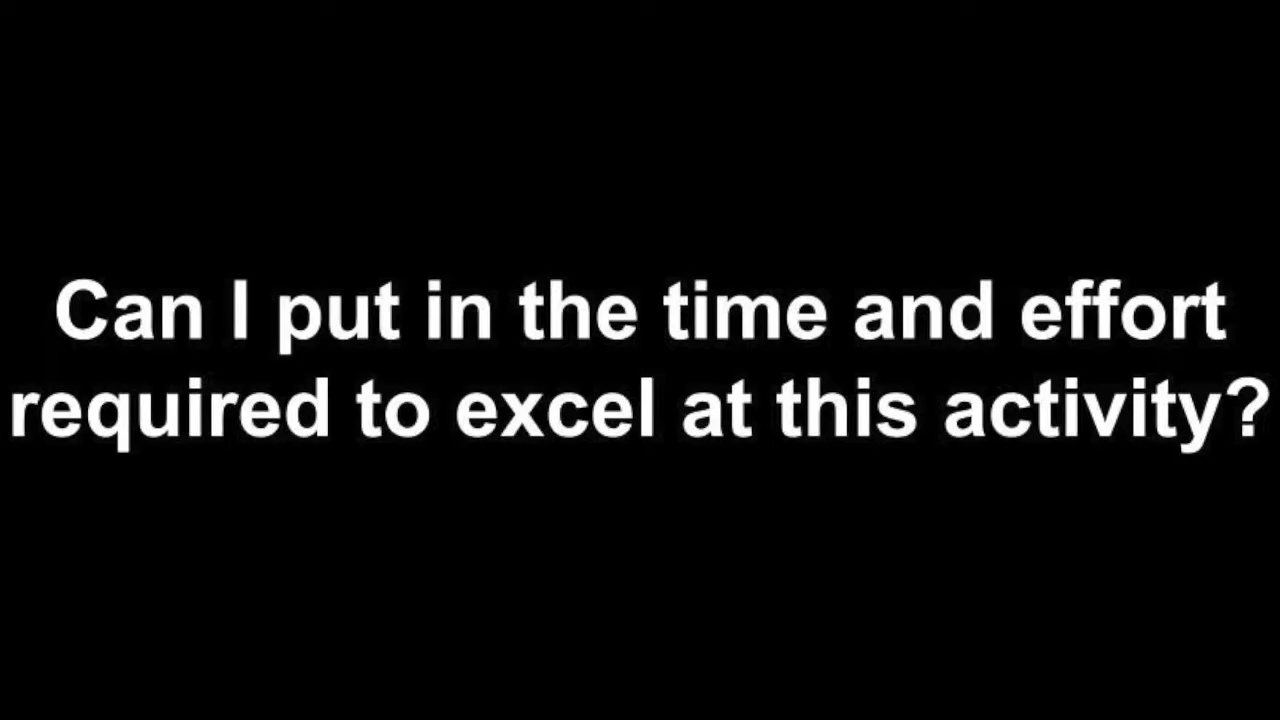 Can I put in the time and effort
required to excel at this activity?